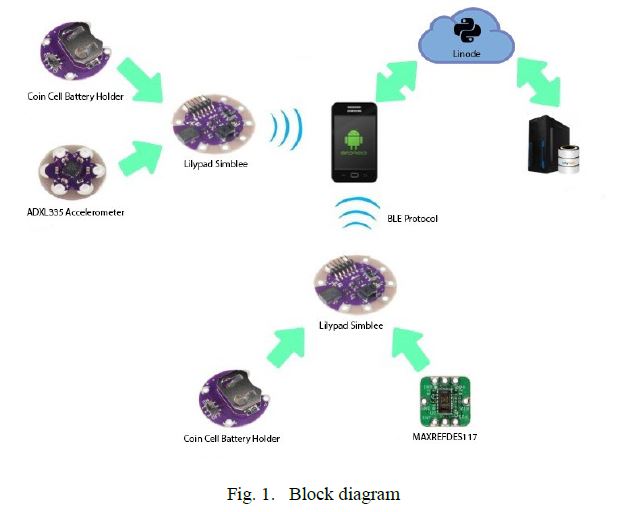 Linode
Coin Cell Battery Holder
Lilypad Simblee
ADXL335 Accelerometer
BLE Protocol
Lilypad Simblee
Coin Cell Battery Holder
MAXREFDES117
Fig. 1. Block diagram